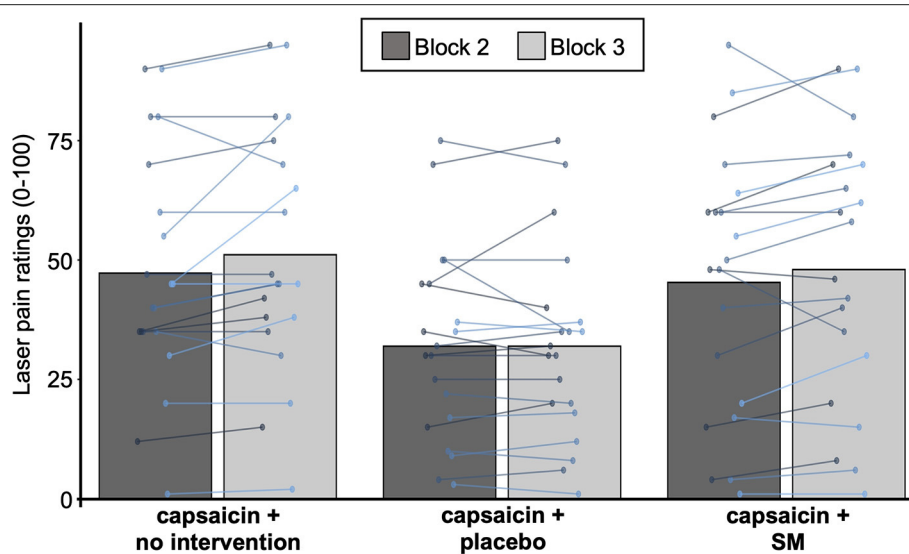 Block 2
Block 3
Laser pain ratings (0-100)
75
50
25
0
capsaicin +
no intervention
capsaicin +
placebo
capsaicin +
SM